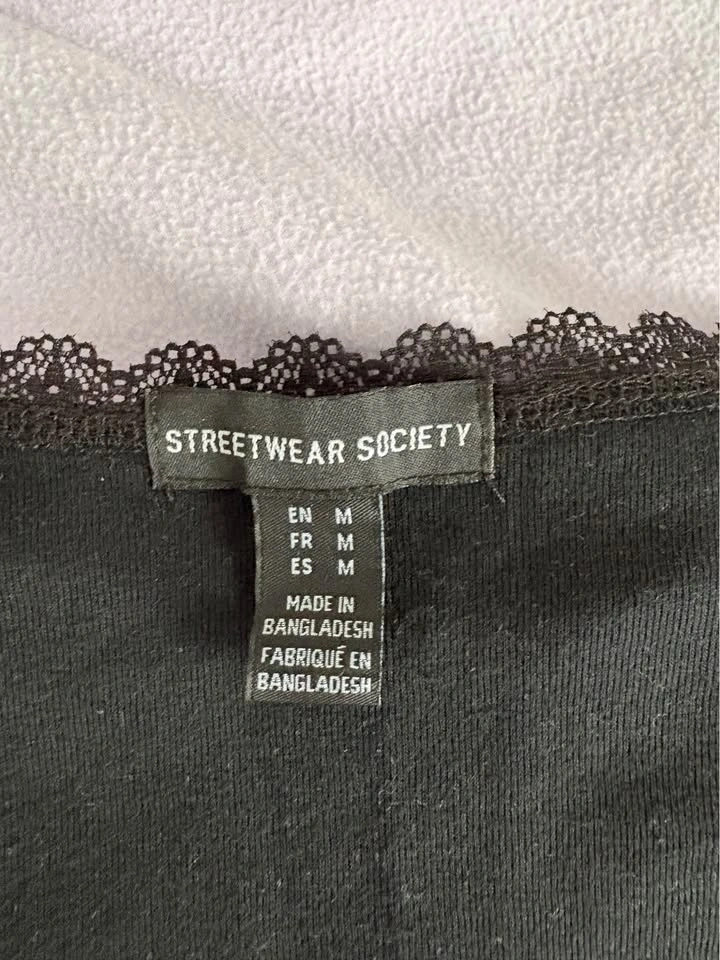 STREETWEAR SOCIETY
EN M
FR M
ES M
MADE IN
BANGLADESH
FABRIQUÉ EN
BANGLADESH